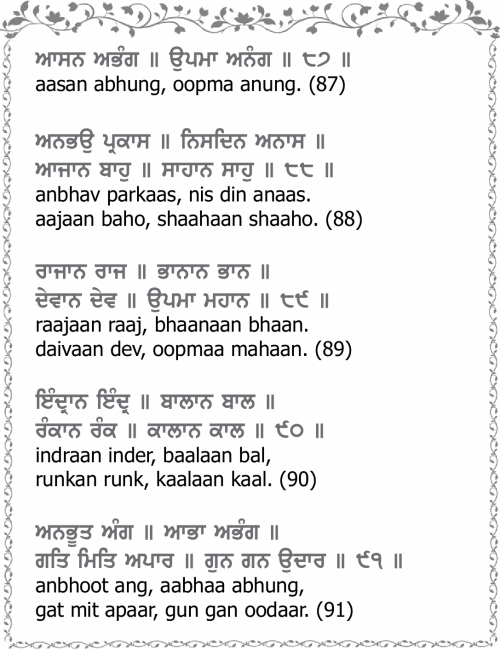 ਆਸਨ ਅਭੰਗ ॥ ਉਪਮਾ ਅਨੰਗ ॥ ੮੭ ॥
aasan abhung, oopma anung. (87)
ਅਨਭਉ ਪ੍ਰਕਾਸ ॥ ਨਿਸਦਿਨ ਅਨਾਸ ॥
ਆਜਾਨ ਬਾਹੁ ॥ ਸਾਹਾਨ ਸਾਹੁ ॥ ੮੮ ॥
anbhav parkaas, nis din anaas.
aajaan baho, shaahaan shaaho. (88)
ਰਾਜਾਨ ਰਾਜ ॥ ਭਾਨਾਨ ਭਾਨ ॥
ਦੇਵਾਨ ਦੇਵ ॥ ਉਪਮਾ ਮਹਾਨ ॥ ੮੯ ॥
raajaan raaj, bhaanaan bhaan.
daivaan dev, oopmaa mahaan. (89)
ਇੰਦ੍ਰਾਨ ਇੰਦ੍ਰ ॥ ਬਾਲਾਨ ਬਾਲ ॥
ਰੰਕਾਨ ਰੰਕ ॥ ਕਾਲਾਨ ਕਾਲ ॥ ੯੦ ॥
indraan inder, baalaan bal,
runkan runk, kaalaan kaal. (90)
ਅਨਭੂਤ ਅੰਗ ॥ ਆਭਾ ਅਭੰਗ ॥
ਗਤਿ ਮਿਤਿ ਅਪਾਰ ॥ ਗੁਨ ਗਨ ਉਦਾਰ ॥ ੯੧ ॥
anbhoot ang, aabhaa abhung,
gat mit apaar, gun gan oodaar. (91)